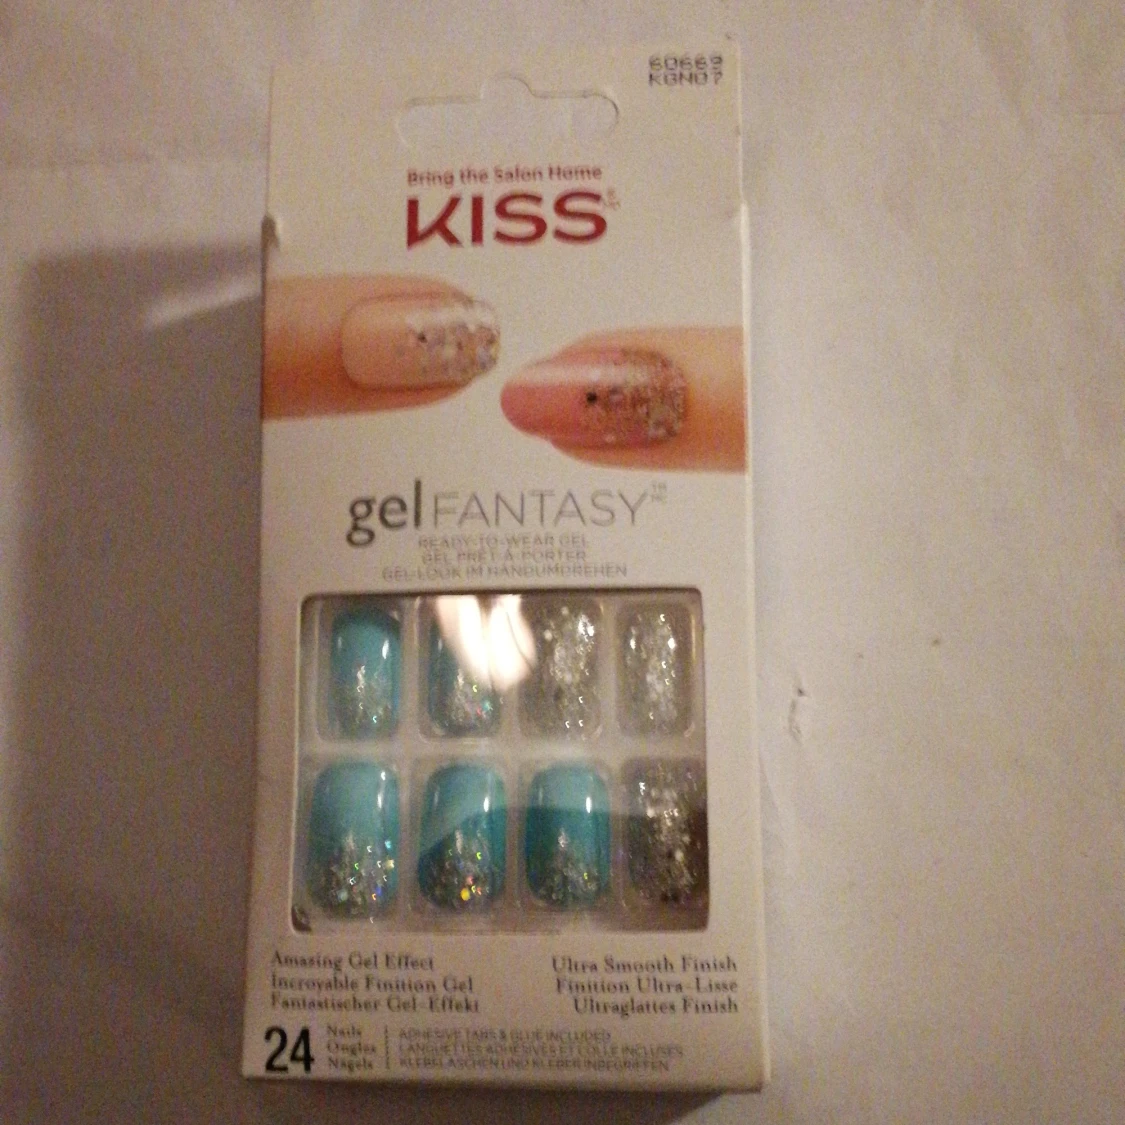 60669
KGN07
Bring the Salon Home
KISS
gel FANTASY™
MC
READY-TO-WEAR GEL
GEL PRÊT-À-PORTER
GEL-LOOK IM HANDUMDREHEN
Amazing Gel Effect
Incroyable Finition Gel
Fantastischer Gel-Effekt
Ultra Smooth Finish
Finition Ultra-Lisse
Ultraglattes Finish
24
Nails
Ongles
Nägels
ADHESIVE TABS & GLUE INCLUDED
LANGUETTES ADHÉSIVES ET COLLE INCLUSES
KLEBELASCHEN UND KLEBER INBEGRIFFEN